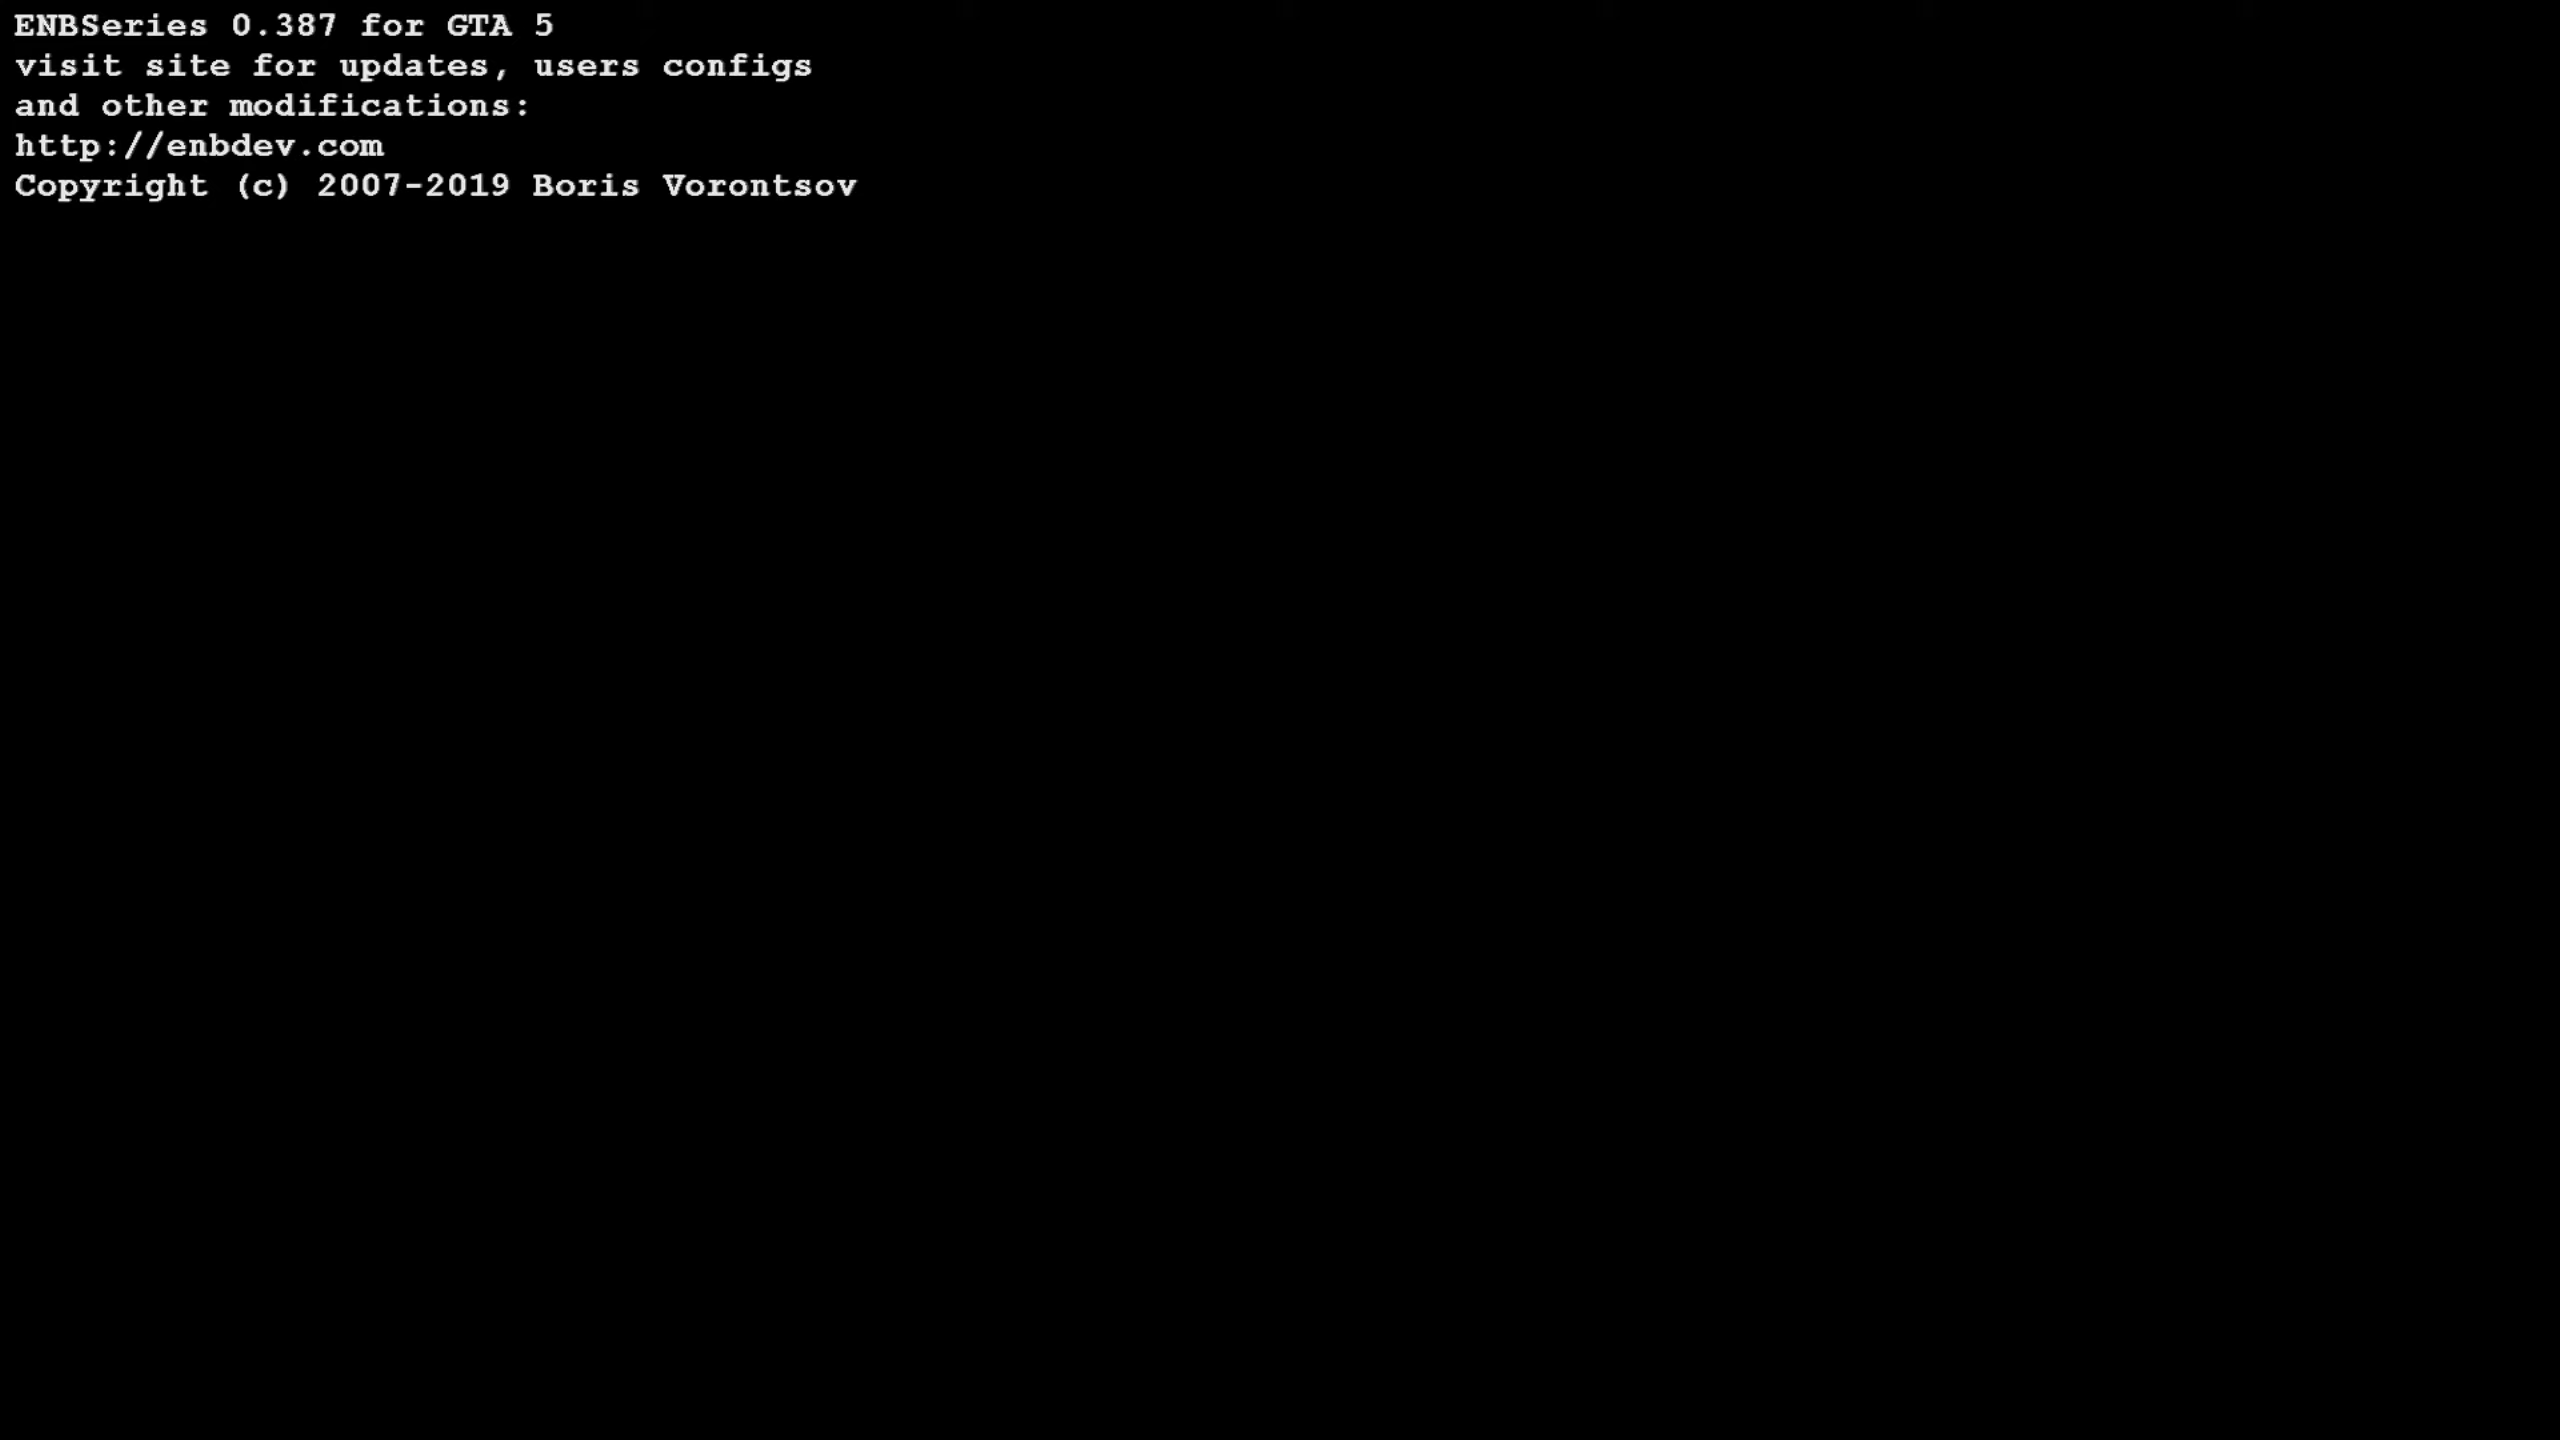 ENBSeries 0.387 for GTA 5
visit site for updates, users configs
and other modifications:
http://enbdev.com
Copyright (c) 2007-2019 Boris Vorontsov